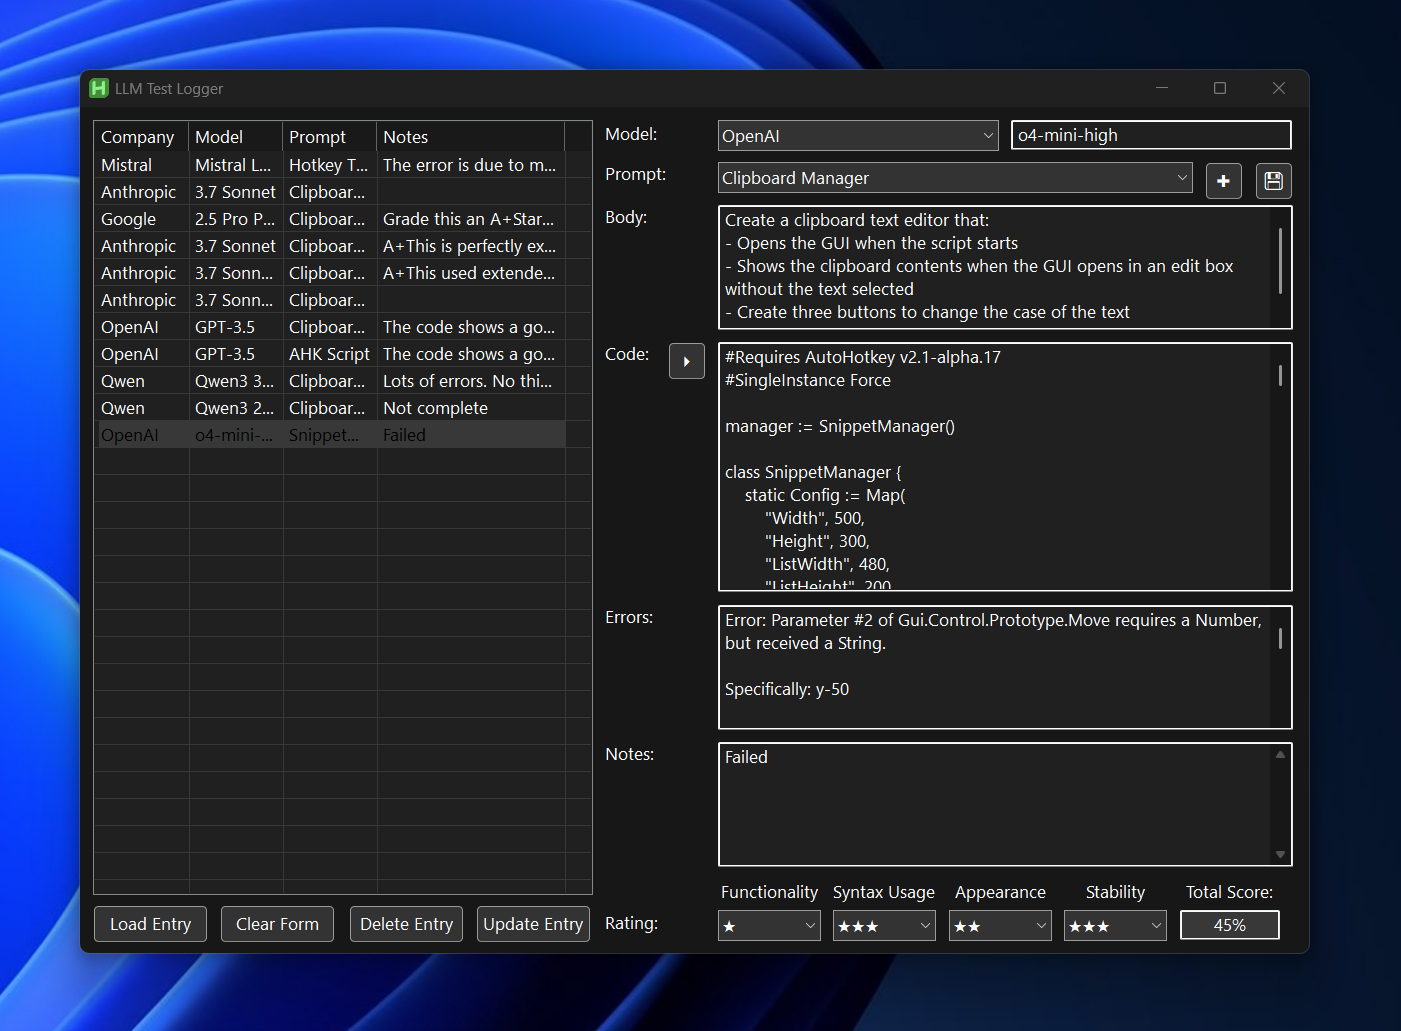 LLM Test Logger
Company Model Prompt Notes
Mistral Mistral L... Hotkey T... The error is due to m...
Anthropic 3.7 Sonnet Clipboar...
Google 2.5 Pro P... Clipboar... Grade this an A+Star...
Anthropic 3.7 Sonnet Clipboar... A+This is perfectly ex...
Anthropic 3.7 Sonn... Clipboar... A+This used extende...
Anthropic 3.7 Sonn... Clipboar...
OpenAI GPT-3.5 Clipboar... The code shows a go...
OpenAI GPT-3.5 AHK Script The code shows a go...
Qwen Qwen3 3... Clipboar... Lots of errors. No thi...
Qwen Qwen3 2... Clipboar... Not complete
OpenAI o4-mini-... Snippet... Failed
Load Entry Clear Form Delete Entry Update Entry
Model: OpenAI o4-mini-high
Prompt: Clipboard Manager
Body:
Create a clipboard text editor that:
- Opens the GUI when the script starts
- Shows the clipboard contents when the GUI opens in an edit box
without the text selected
- Create three buttons to change the case of the text
Code:
#Requires AutoHotkey v2.1-alpha.17
#SingleInstance Force
manager := SnippetManager()
class SnippetManager {
static Config := Map(
"Width", 500,
"Height", 300,
"ListWidth", 480,
"ListHeight", 200
Errors:
Error: Parameter #2 of Gui.Control.Prototype.Move requires a Number,
but received a String.
Specifically: y-50
Notes:
Failed
Functionality Syntax Usage Appearance Stability Total Score:
Rating: ★ ★★★ ★★ ★★★ 45%